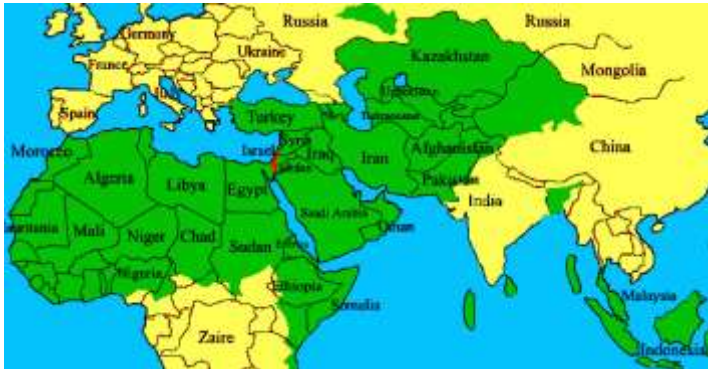 Russia
Russia
Germany
Ukraine
Kazakhstan
France
Mongolia
Spain
Turkey
China
Syria
Afghanistan
Israel
Iraq
Iran
Morocco
Algeria
Libya
Egypt
Pakistan
India
Saudi Arabia
Oman
Mali
Niger
Chad
Sudan
Nigeria
Ethiopia
Somalia
Malaysia
Zaire
Indonesia